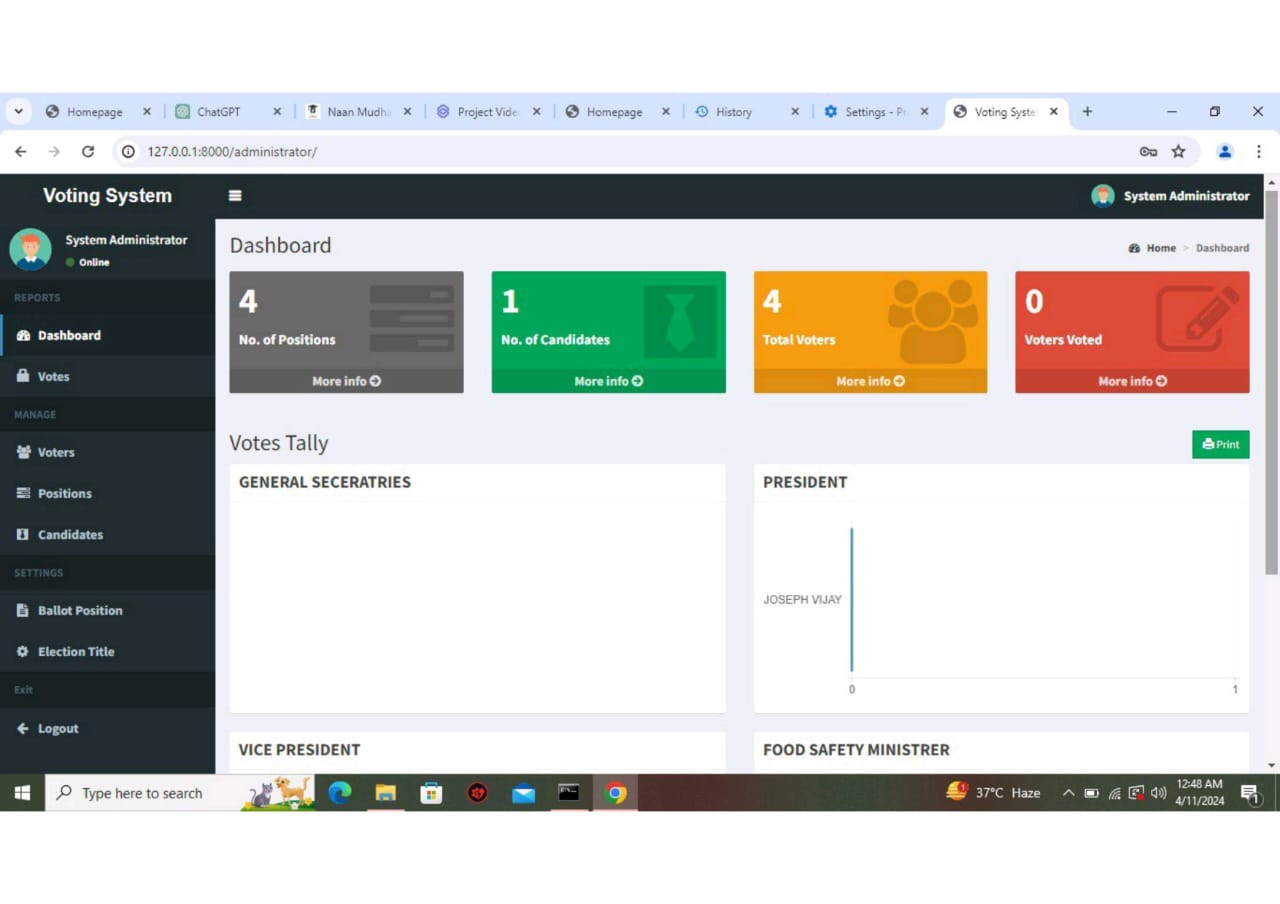 Homepage ChatGPT Naan Mudha Project Vide Homepage History Settings - Pr Voting Syste
127.0.0.1:8000/administrator/
Voting System
System Administrator
System Administrator
Online
Dashboard
Home > Dashboard
REPORTS
Dashboard
Votes
MANAGE
Voters
Positions
Candidates
SETTINGS
Ballot Position
Election Title
Exit
Logout
4
No. of Positions
More info
1
No. of Candidates
More info
4
Total Voters
More info
0
Voters Voted
More info
Votes Tally
Print
GENERAL SECERATRIES
PRESIDENT
JOSEPH VIJAY
0 1
VICE PRESIDENT
FOOD SAFETY MINISTRER
Type here to search
37°C Haze
12:48 AM
4/11/2024
1